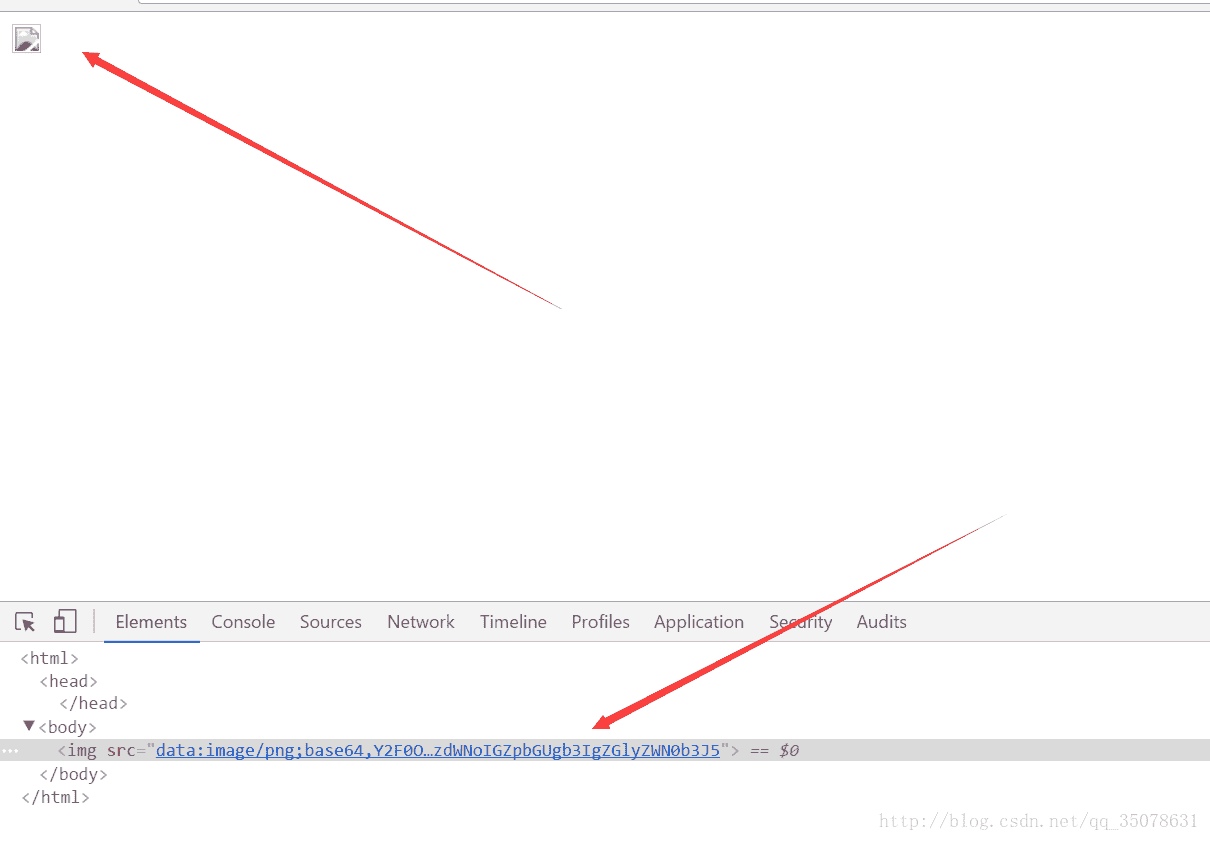 Elements Console Sources Network Timeline Profiles Application Security Audits
<html>
<head>
</head>
▼<body>
... <img src="data:image/png;base64,Y2F0O…zdWNoIGZpbGUgb3IgZGlyZWN0b3J5"> == $0
</body>
</html>
http://blog.csdn.net/qq_35078631